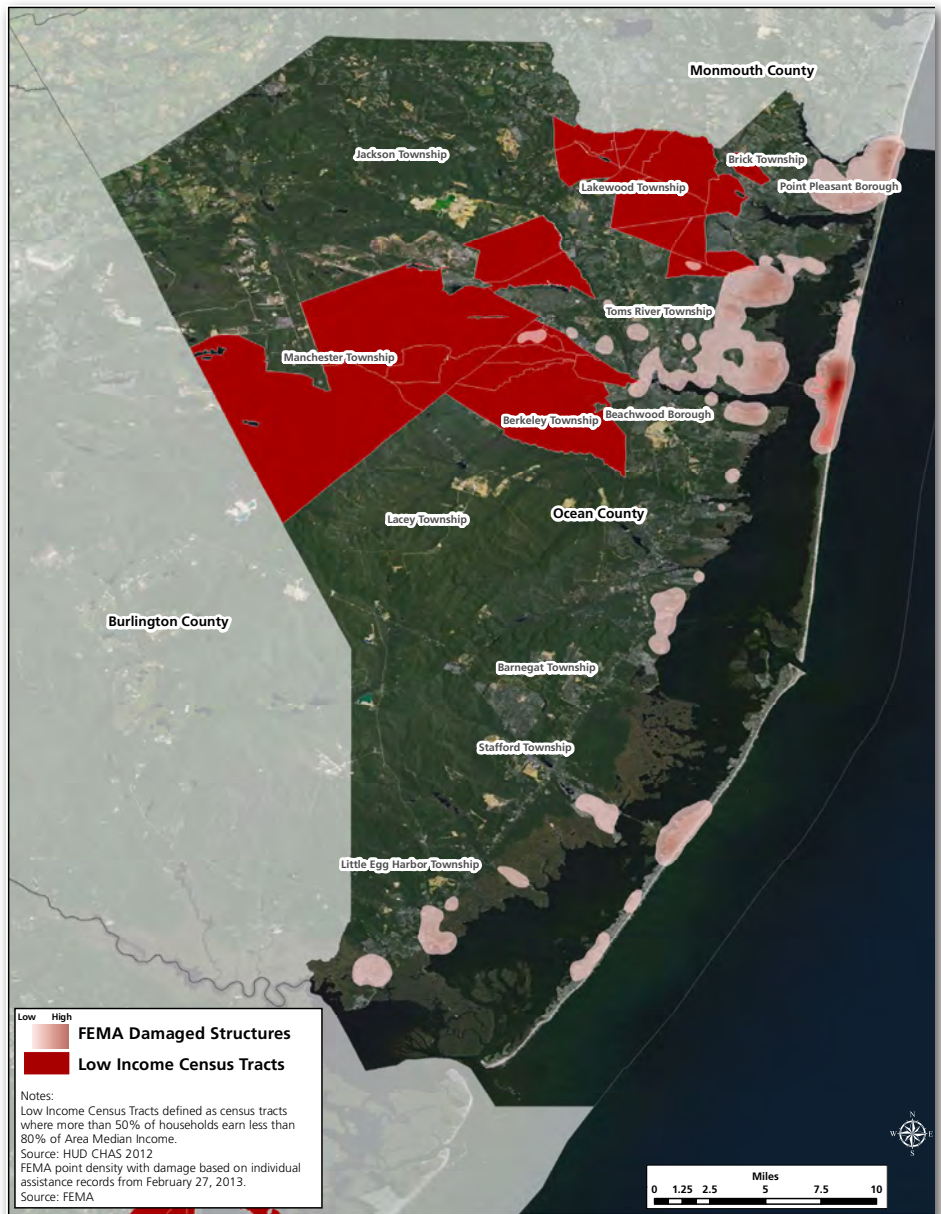 Monmouth County
Jackson Township
Brick Township
Lakewood Township
Point Pleasant Borough
Toms River Township
Manchester Township
Beachwood Borough
Berkeley Township
Ocean County
Lacey Township
Burlington County
Barnegat Township
Stafford Township
Little Egg Harbor Township
Low High
FEMA Damaged Structures
Low Income Census Tracts
Notes:
Low Income Census Tracts defined as census tracts
where more than 50% of households earn less than
80% of Area Median Income.
Source: HUD CHAS 2012
FEMA point density with damage based on individual
assistance records from February 27, 2013.
Source: FEMA
N
W E
S
Miles
0 1.25 2.5 5 7.5 10